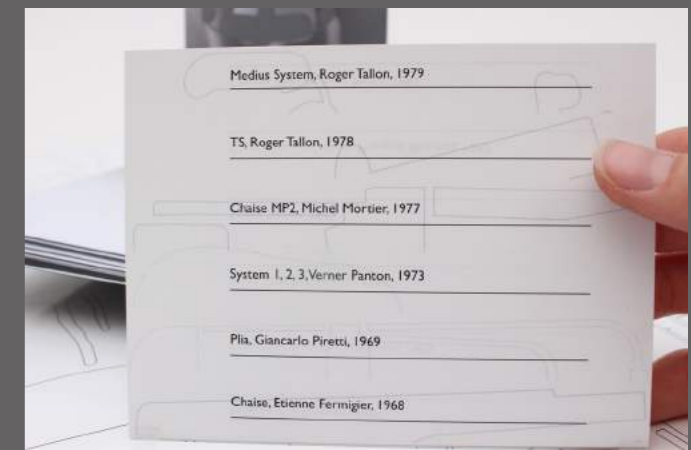 Medius System, Roger Tallon, 1979
TS, Roger Tallon, 1978
Chaise MP2, Michel Mortier, 1977
System 1, 2, 3,Verner Panton, 1973
Plia, Giancarlo Piretti, 1969
Chaise, Etienne Fermigier, 1968